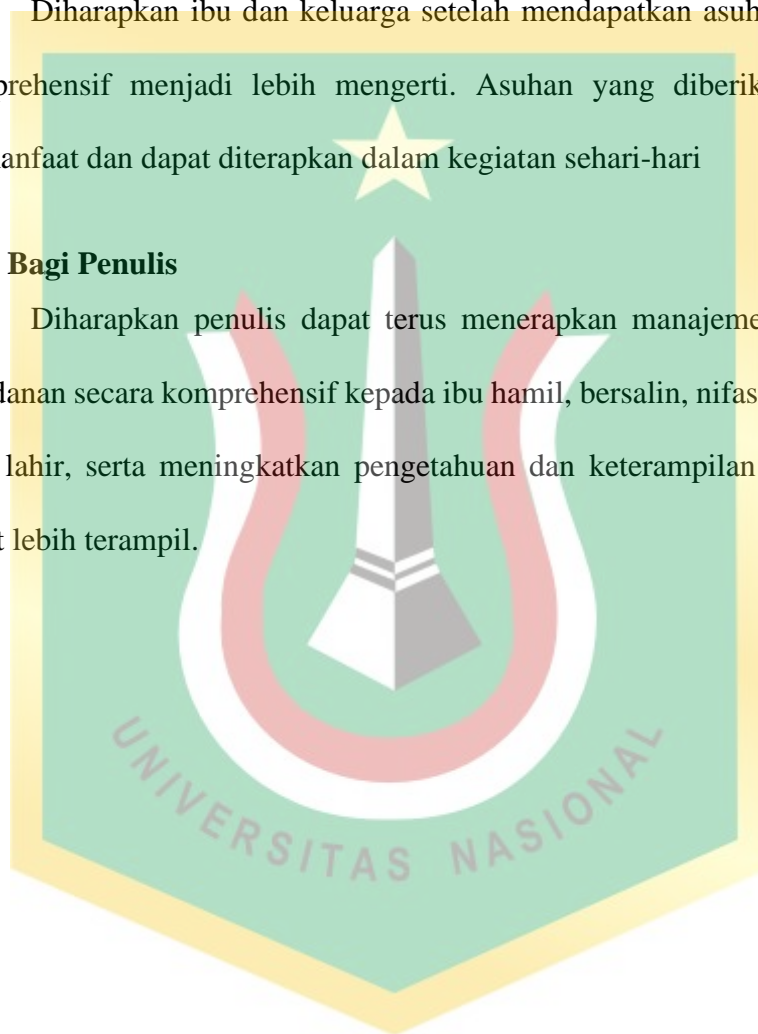 Diharapkan ibu dan keluarga setelah mendapatkan asuh
prehensif menjadi lebih mengerti. Asuhan yang diberik
anfaat dan dapat diterapkan dalam kegiatan sehari-hari
Bagi Penulis
Diharapkan penulis dapat terus menerapkan manajeme
danan secara komprehensif kepada ibu hamil, bersalin, nifas
lahir, serta meningkatkan pengetahuan dan keterampilan
t lebih terampil.
UNIVERSITAS NASIONAL